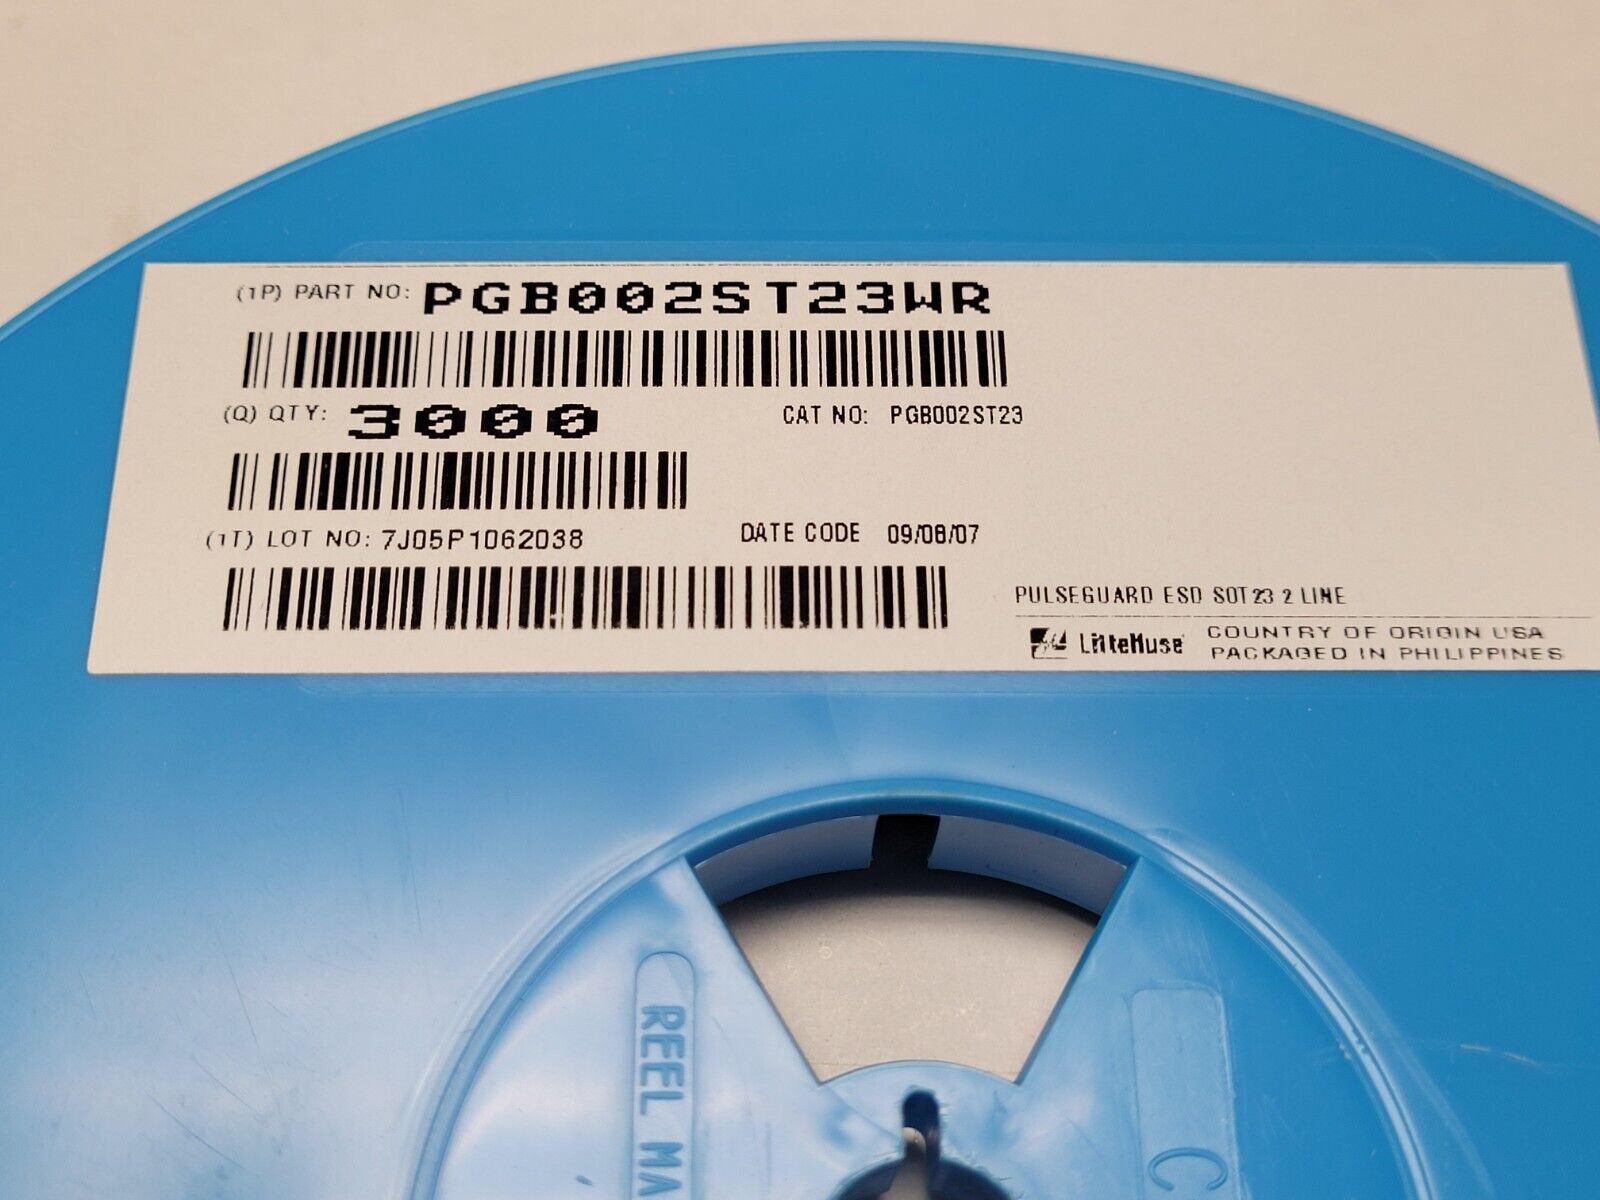 (1P) PART NO: PGB002ST23WR
(Q) QTY: 3000 CAT NO: PGB002ST23
(1T) LOT NO: 7J05P1062038 DATE CODE 09/08/07
PULSEGUARD ESD SOT23 2 LINE
Littelfuse COUNTRY OF ORIGIN USA
PACKAGED IN PHILIPPINES
REEL MA
C